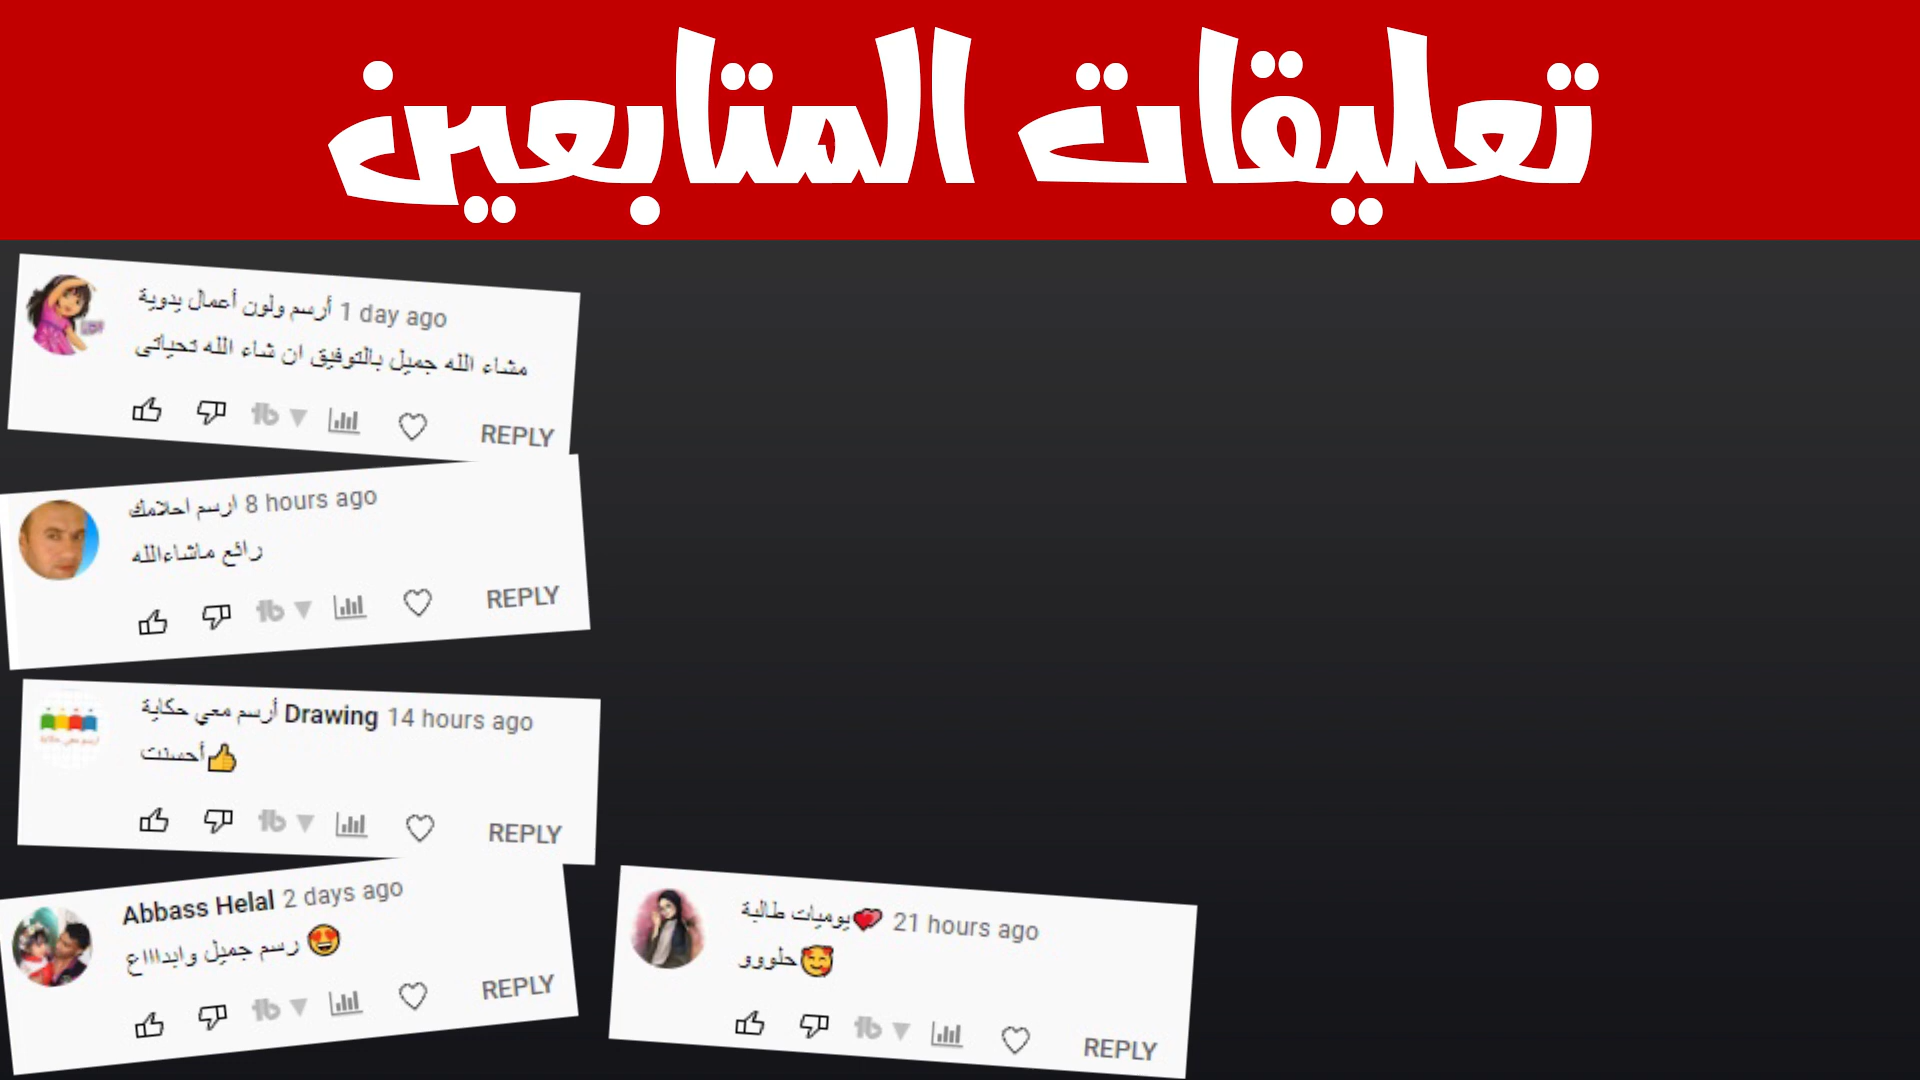 تعليقات المتابعين
أرسم ولون أعمال يدوية 1 day ago
مشاء الله جميل بالتوفيق ان شاء الله تحياتى
REPLY
ارسم احلامك 8 hours ago
رائع ماشاءالله
REPLY
أرسم معي حكاية Drawing 14 hours ago
أحسنت👍
REPLY
Abbass Helal 2 days ago
رسم جميل وابداااع 😍
REPLY
يوميات طالبة💕 21 hours ago
حلووو🥰
REPLY